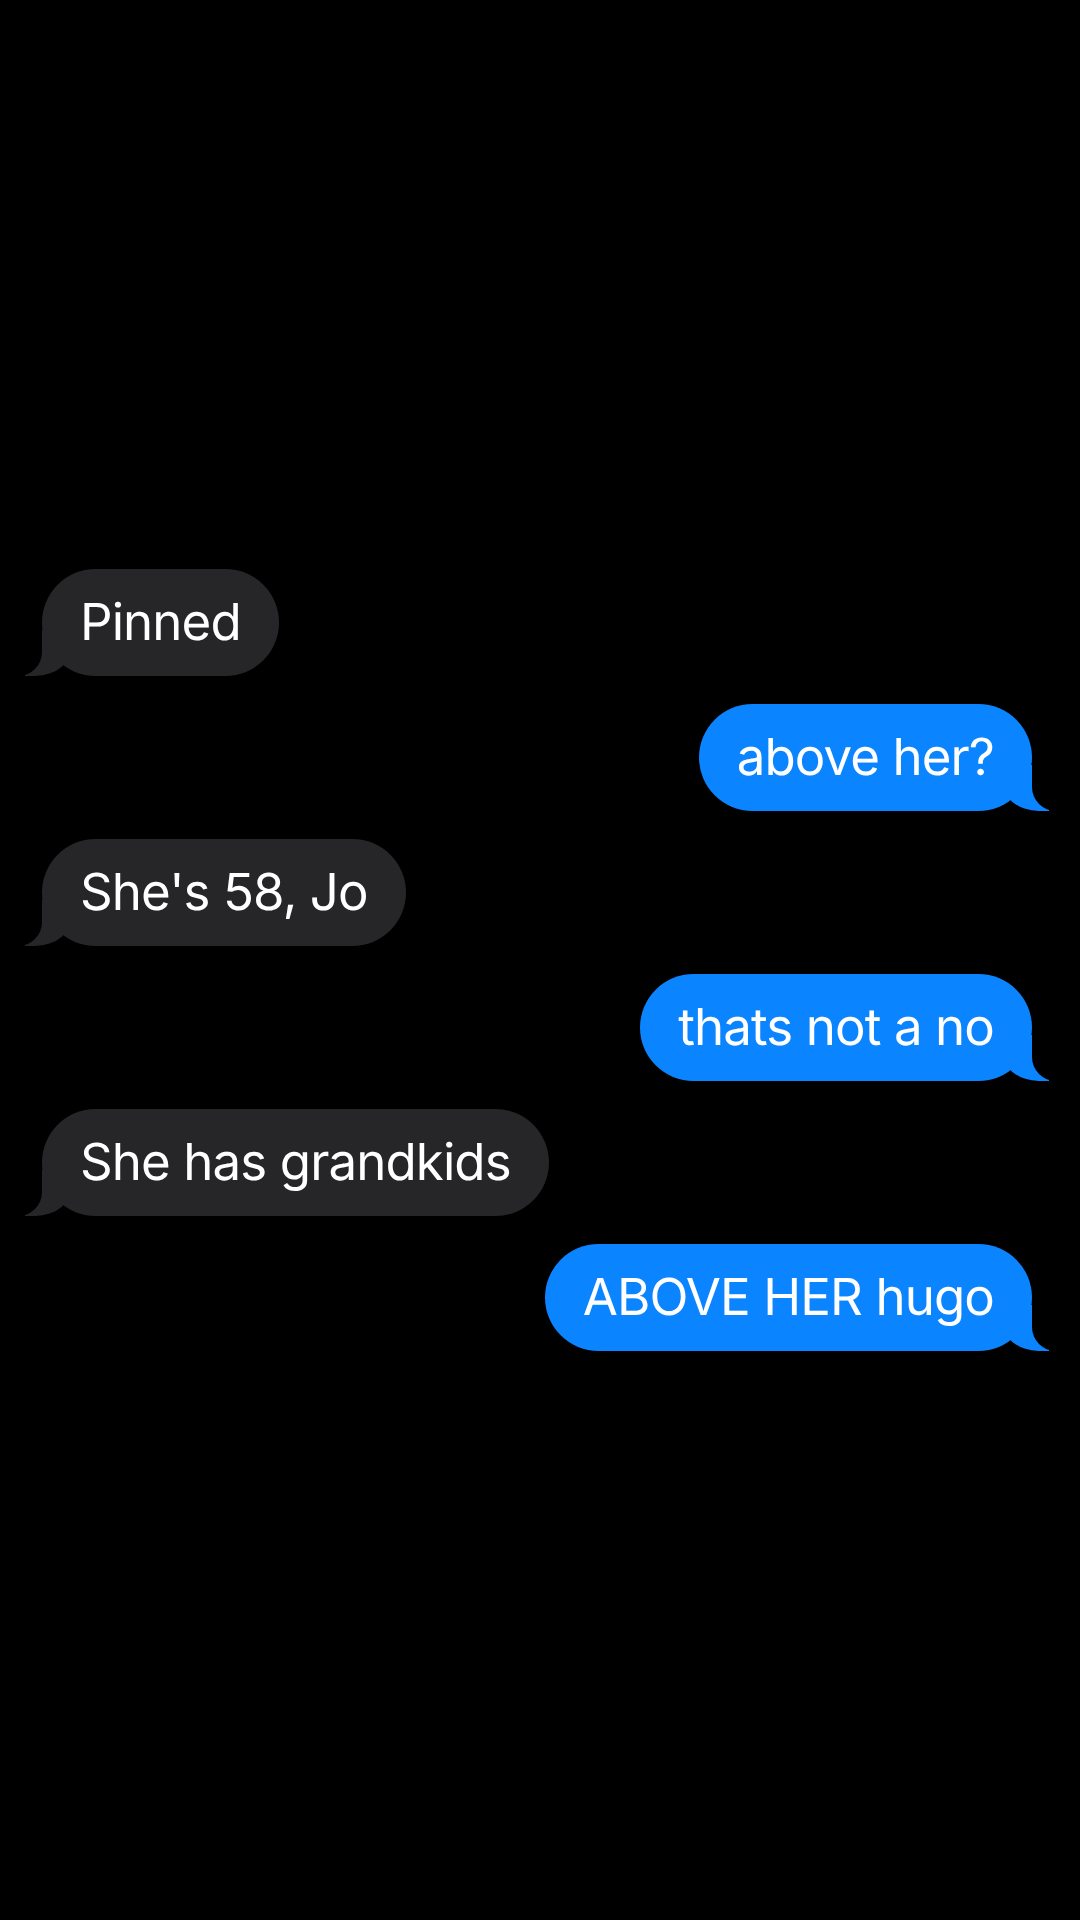 Pinned
above her?
She's 58, Jo
thats not a no
She has grandkids
ABOVE HER hugo